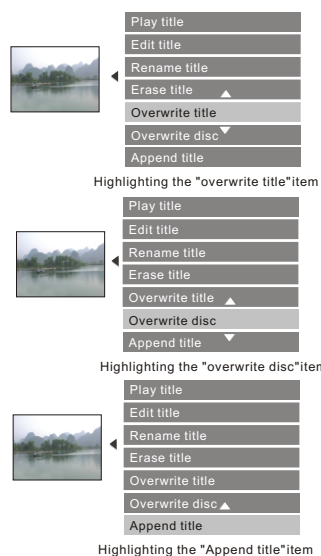 Play title
Edit title
Rename title
Erase title
Overwrite title
Overwrite disc
Append title
Highlighting the "overwrite title"item
Play title
Edit title
Rename title
Erase title
Overwrite title
Overwrite disc
Append title
Highlighting the "overwrite disc"item
Play title
Edit title
Rename title
Erase title
Overwrite title
Overwrite disc
Append title
Highlighting the "Append title"item